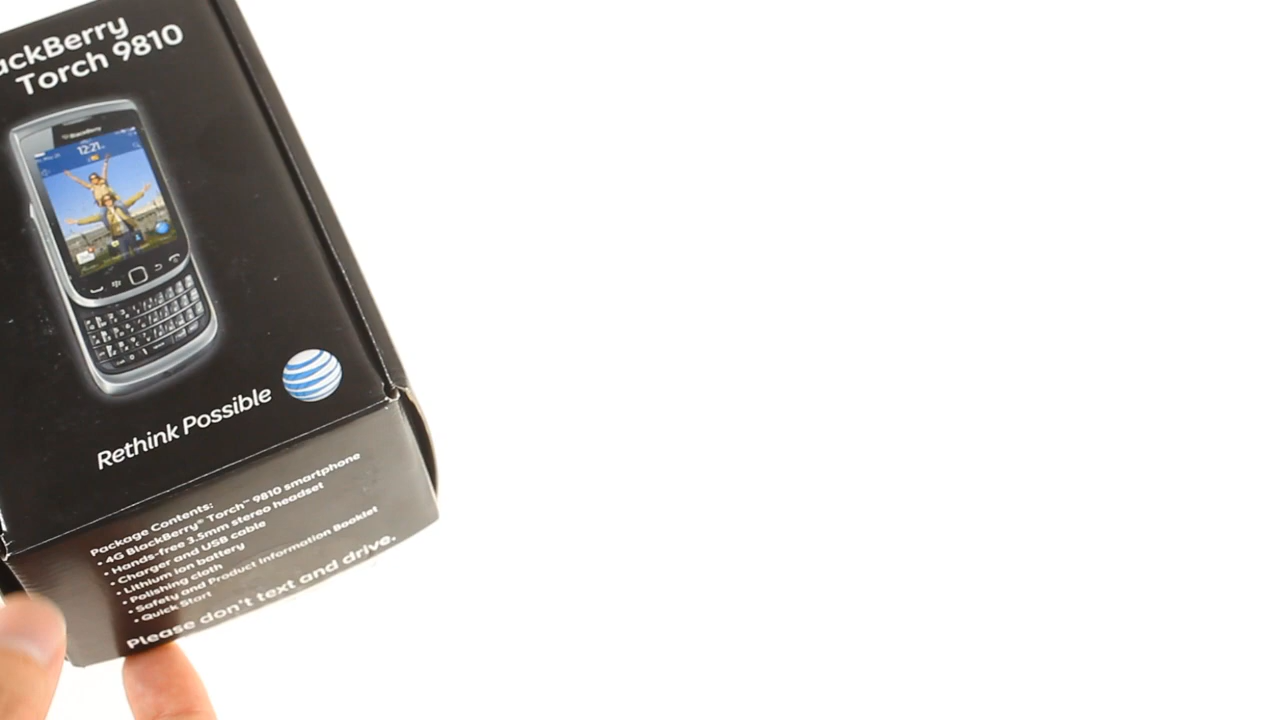 ackBerry
Torch 9810
BlackBerry
12:21
Rethink Possible
Package Contents:
• 4G BlackBerry® Torch™ 9810 smartphone
• Hands-free 3.5mm stereo headset
• Charger and USB cable
• Lithium ion battery
• Polishing cloth
• Safety and Product Information Booklet
• Quick Start
Please don't text and drive.